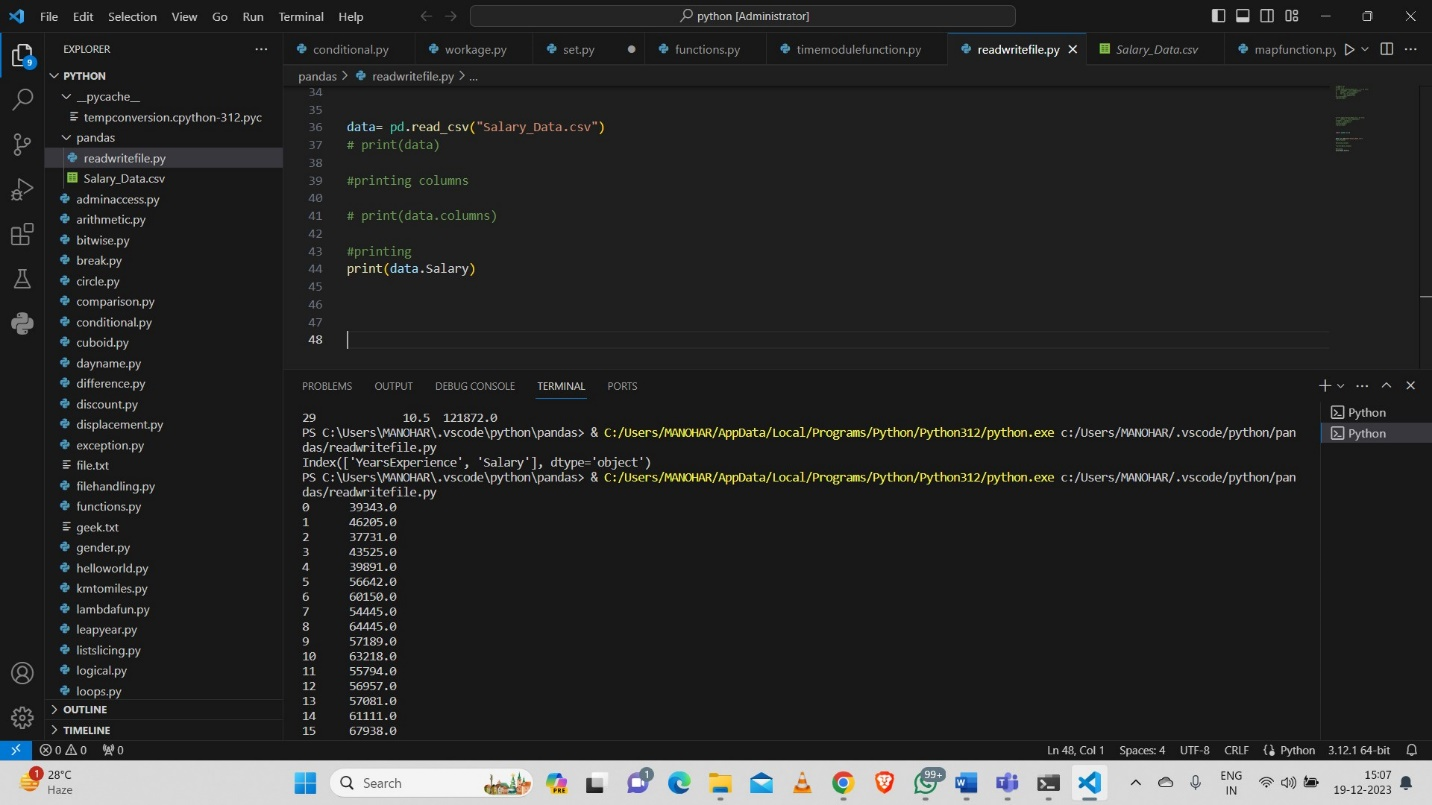 File Edit Selection View Go Run Terminal Help
python [Administrator]
EXPLORER
conditional.py
workage.py
set.py
functions.py
timemodulefunction.py
readwritefile.py
Salary_Data.csv
mapfunction.py
pandas > readwritefile.py > ...
9
PYTHON
__pycache__
tempconversion.cpython-312.pyc
pandas
readwritefile.py
Salary_Data.csv
adminaccess.py
arithmetic.py
bitwise.py
break.py
circle.py
comparison.py
conditional.py
cuboid.py
dayname.py
difference.py
discount.py
displacement.py
exception.py
file.txt
filehandling.py
functions.py
geek.txt
gender.py
helloworld.py
kmtomiles.py
lambdafun.py
leapyear.py
listslicing.py
logical.py
loops.py
OUTLINE
TIMELINE
34
35
36 data= pd.read_csv("Salary_Data.csv")
37 # print(data)
38
39 #printing columns
40
41 # print(data.columns)
42
43 #printing
44 print(data.Salary)
45
46
47
48
PROBLEMS OUTPUT DEBUG CONSOLE TERMINAL PORTS
Python
Python
29 10.5 121872.0
PS C:\Users\MANOHAR\.vscode\python\pandas> & C:/Users/MANOHAR/AppData/Local/Programs/Python/Python312/python.exe c:/Users/MANOHAR/.vscode/python/pan
das/readwritefile.py
Index(['YearsExperience', 'Salary'], dtype='object')
PS C:\Users\MANOHAR\.vscode\python\pandas> & C:/Users/MANOHAR/AppData/Local/Programs/Python/Python312/python.exe c:/Users/MANOHAR/.vscode/python/pan
das/readwritefile.py
0 39343.0
1 46205.0
2 37731.0
3 43525.0
4 39891.0
5 56642.0
6 60150.0
7 54445.0
8 64445.0
9 57189.0
10 63218.0
11 55794.0
12 56957.0
13 57081.0
14 61111.0
15 67938.0
0 0 0
Ln 48, Col 1 Spaces: 4 UTF-8 CRLF Python 3.12.1 64-bit
1
28°C
Haze
Search
PRE
1
99+
ENG
IN
15:07
19-12-2023